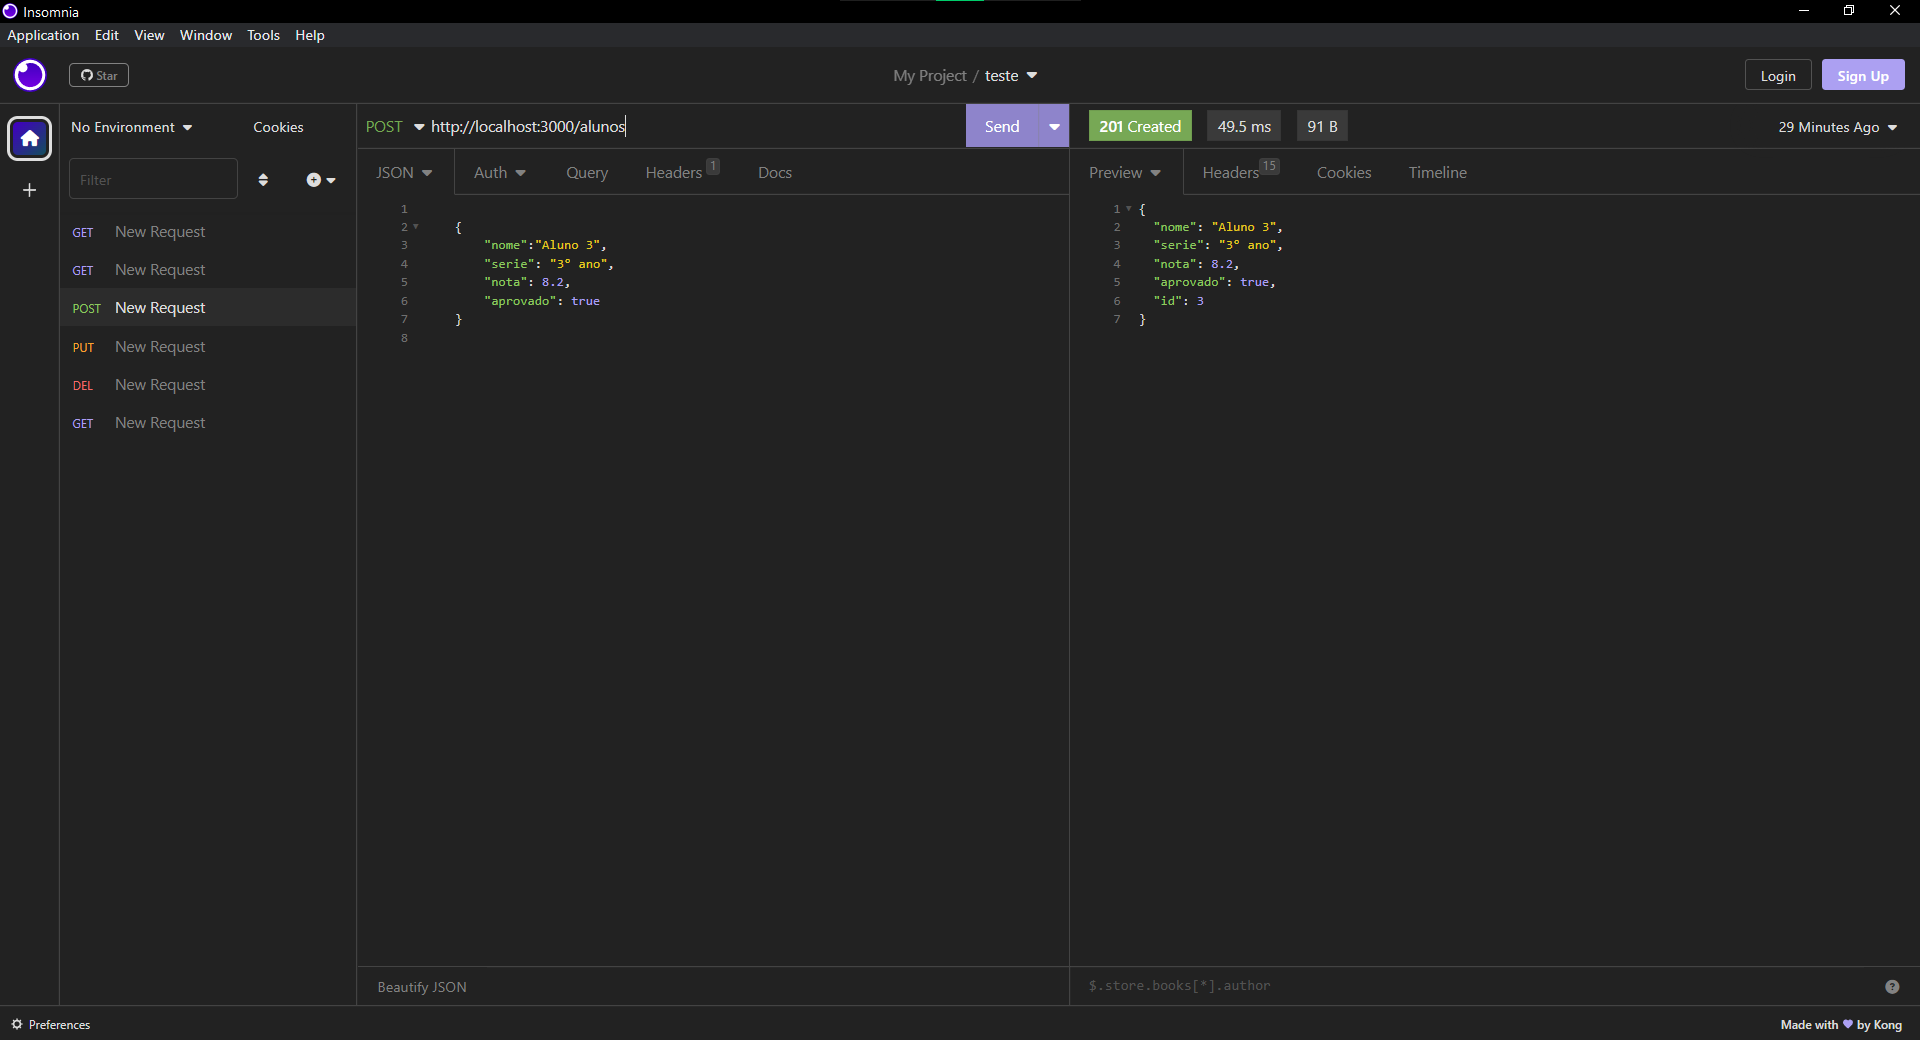 Insomnia
Application Edit View Window Tools Help
Star
My Project / teste
Login
Sign Up
No Environment
Cookies
Filter
GET New Request
GET New Request
POST New Request
PUT New Request
DEL New Request
GET New Request
POST http://localhost:3000/alunos
Send
JSON Auth Query Headers 1 Docs
1
2 {
3 "nome":"Aluno 3",
4 "serie": "3° ano",
5 "nota": 8.2,
6 "aprovado": true
7 }
8
Beautify JSON
201 Created 49.5 ms 91 B
29 Minutes Ago
Preview Headers 15 Cookies Timeline
1 {
2 "nome": "Aluno 3",
3 "serie": "3° ano",
4 "nota": 8.2,
5 "aprovado": true,
6 "id": 3
7 }
$.store.books[*].author
?
Preferences
Made with ♥ by Kong